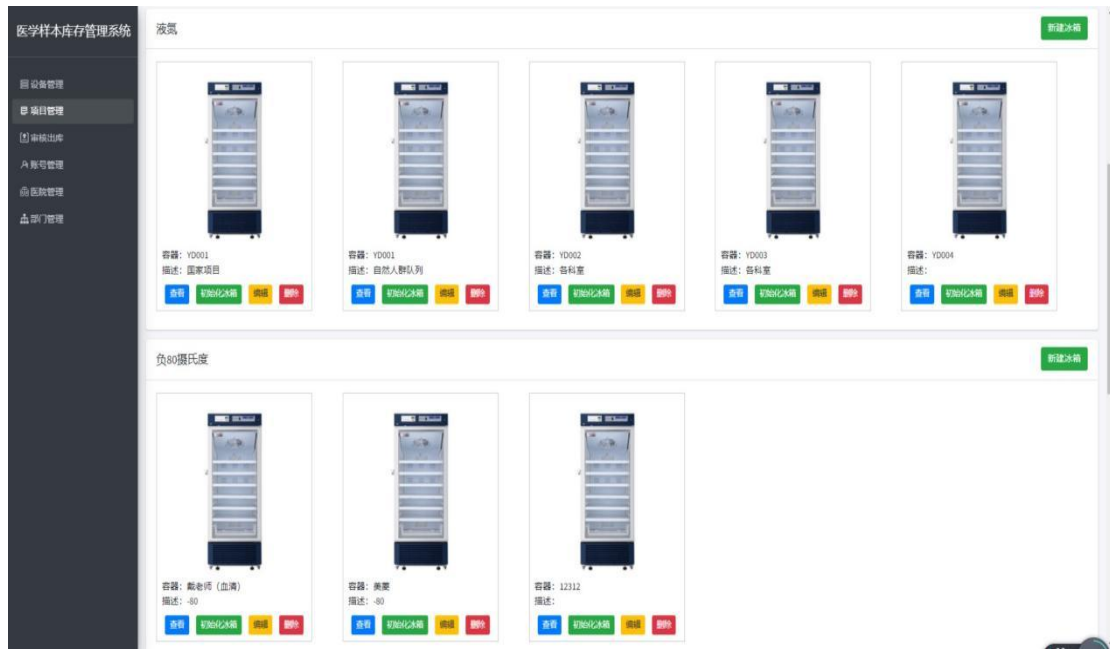 医学样本库存管理系统
设备管理
项目管理
审核出库
账号管理
医院管理
部门管理
液氮
新建冰箱
容器：YD001
描述：国家项目
查看 初始化冰箱 编辑 删除
容器：YD001
描述：自然人群队列
查看 初始化冰箱 编辑 删除
容器：YD002
描述：各科室
查看 初始化冰箱 编辑 删除
容器：YD003
描述：各科室
查看 初始化冰箱 编辑 删除
容器：YD004
描述：
查看 初始化冰箱 编辑 删除
负80摄氏度
新建冰箱
容器：戴老师（血清）
描述：-80
查看 初始化冰箱 编辑 删除
容器：美菱
描述：-80
查看 初始化冰箱 编辑 删除
容器：12312
描述：
查看 初始化冰箱 编辑 删除